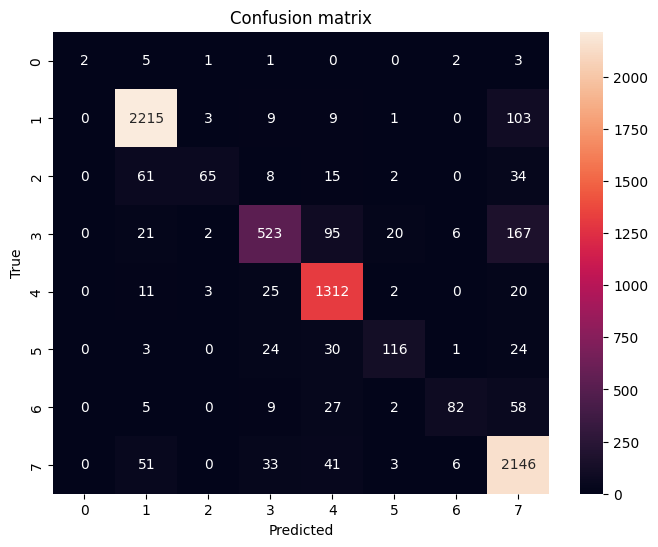 Confusion matrix
0 2 5 1 1 0 0 2 3
1 0 2215 3 9 9 1 0 103
2 0 61 65 8 15 2 0 34
3 0 21 2 523 95 20 6 167
4 0 11 3 25 1312 2 0 20
5 0 3 0 24 30 116 1 24
6 0 5 0 9 27 2 82 58
7 0 51 0 33 41 3 6 2146
0 1 2 3 4 5 6 7
True
Predicted
2000
1750
1500
1250
1000
750
500
250
0